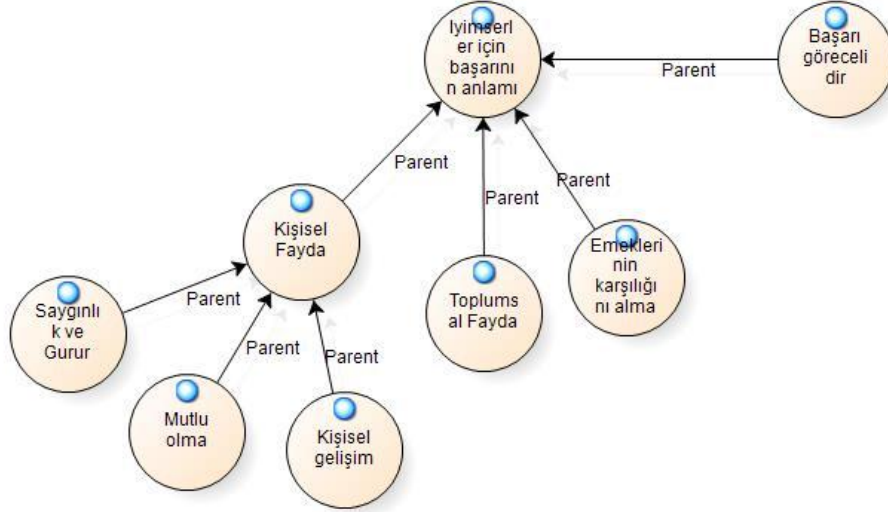 Iyimserl
er için
başarını
n anlamı
Başarı
göreceli
dir
Parent
Parent
Parent
Parent
Kişisel
Fayda
Emekleri
nin
karşılığı
nı alma
Toplums
al Fayda
Saygınlı
k ve
Gurur
Parent
Parent
Parent
Mutlu
olma
Kişisel
gelişim